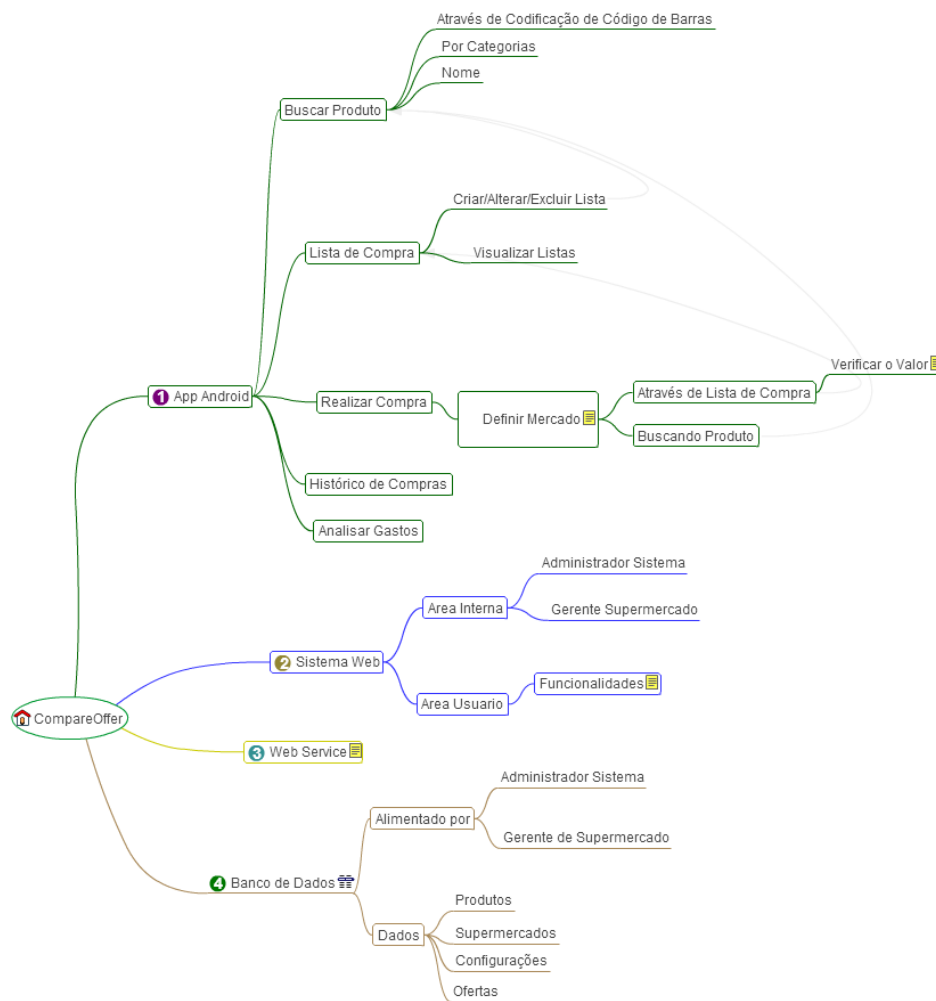 Através de Codificação de Código de Barras
Por Categorias
Nome
Buscar Produto
Criar/Alterar/Excluir Lista
Lista de Compra
Visualizar Listas
Verificar o Valor
1 App Android
Realizar Compra
Definir Mercado
Através de Lista de Compra
Buscando Produto
Histórico de Compras
Analisar Gastos
Administrador Sistema
Area Interna
Gerente Supermercado
2 Sistema Web
Funcionalidades
Area Usuario
CompareOffer
3 Web Service
Administrador Sistema
Alimentado por
Gerente de Supermercado
4 Banco de Dados
Produtos
Dados
Supermercados
Configurações
Ofertas